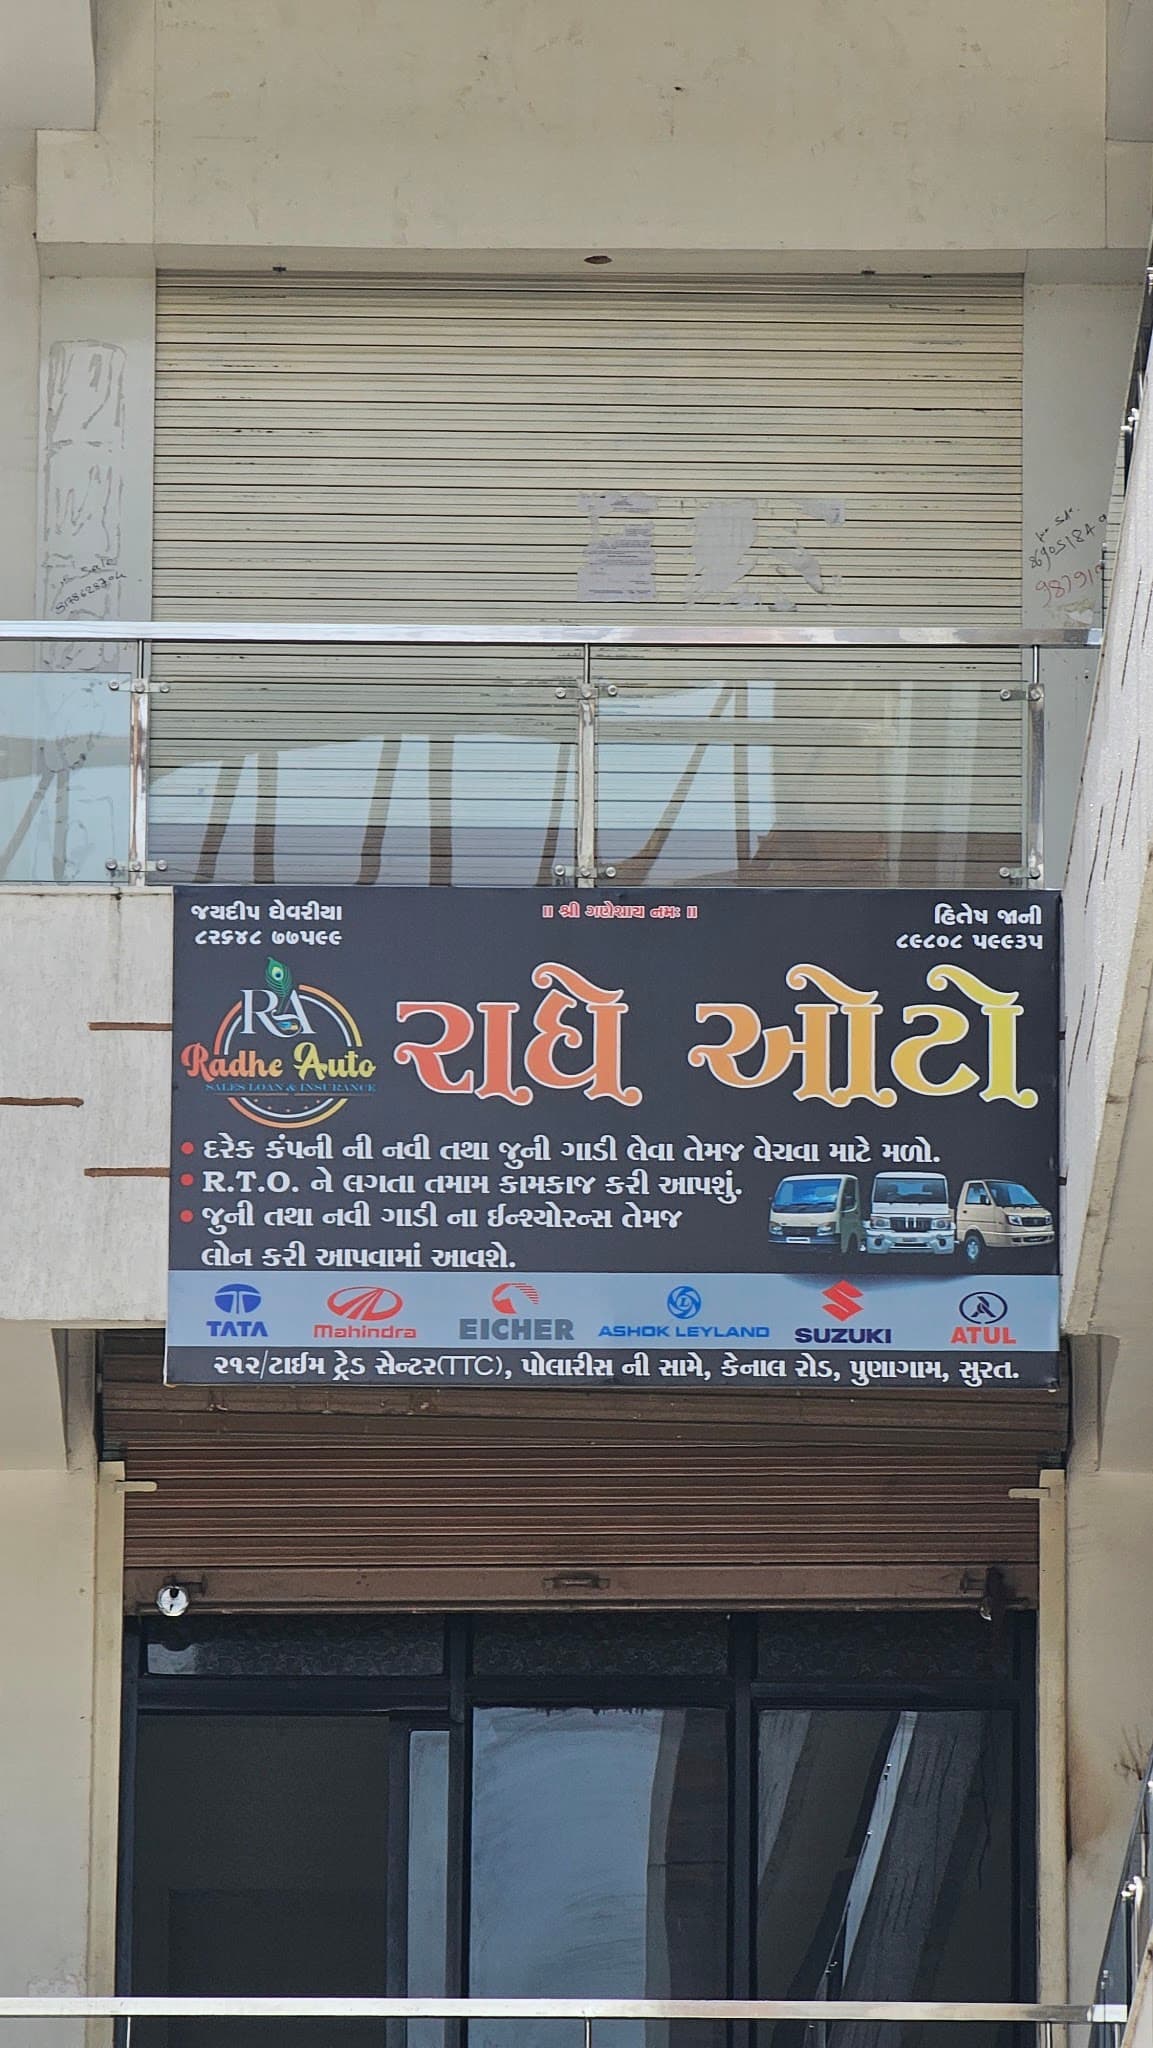 For Sale
જયદીપ ઘેવરીયા
૮૨૬૪૮ ૭૭૫૯૯
॥ શ્રી ગણેશાય નમઃ ॥
હિતેષ જાની
૮૯૮૦૮ ૫૯૯૩૫
RA
Radhe Auto
SALES LOAN & INSURANCE
રાધે ઓટો
• દરેક કંપની ની નવી તથા જુની ગાડી લેવા તેમજ વેચવા માટે મળો.
• R.T.O. ને લગતા તમામ કામકાજ કરી આપશું.
• જુની તથા નવી ગાડી ના ઈન્શ્યોરન્સ તેમજ
લોન કરી આપવામાં આવશે.
TATA
Mahindra
EICHER
ASHOK LEYLAND
SUZUKI
ATUL
૨૧૨/ટાઈમ ટ્રેડ સેન્ટર(TTC), પોલારીસ ની સામે, કેનાલ રોડ, પુણાગામ, સુરત.